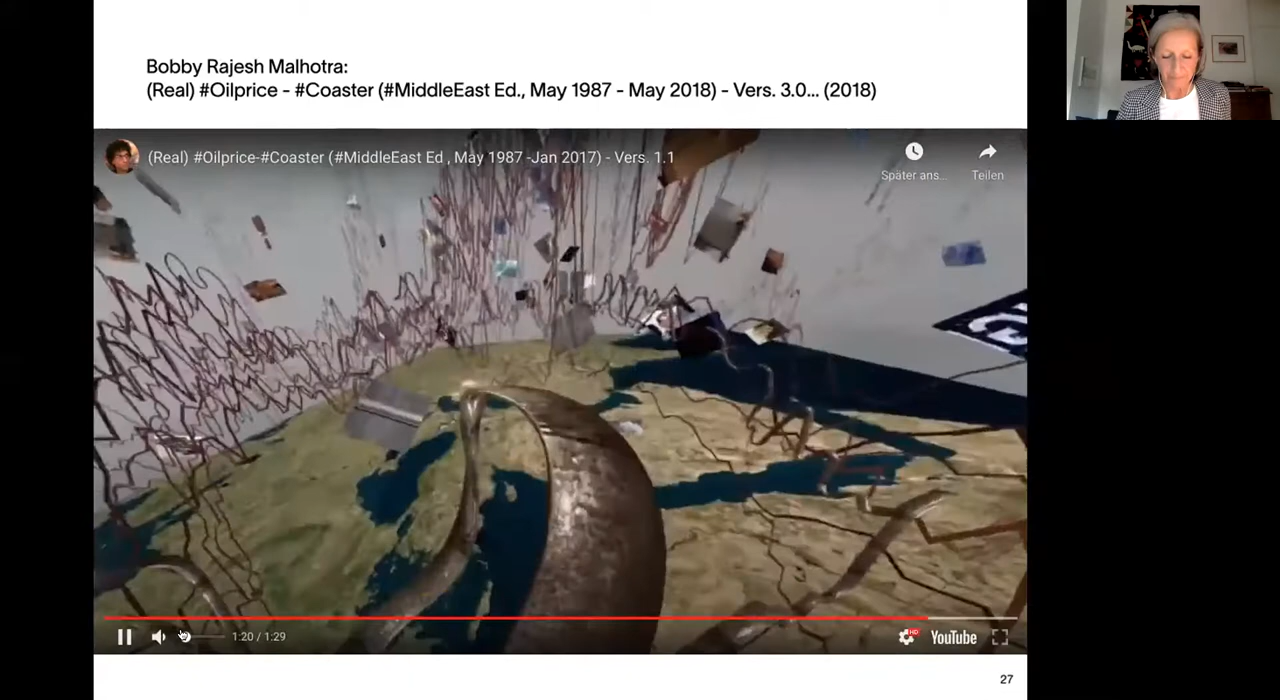 Bobby Rajesh Malhotra:
(Real) #Oilprice - #Coaster (#MiddleEast Ed., May 1987 - May 2018) - Vers. 3.0... (2018)
(Real) #Oilprice-#Coaster (#MiddleEast Ed , May 1987 -Jan 2017) - Vers. 1.1
Später ans...
Teilen
1:20 / 1:29
HD
YouTube
27